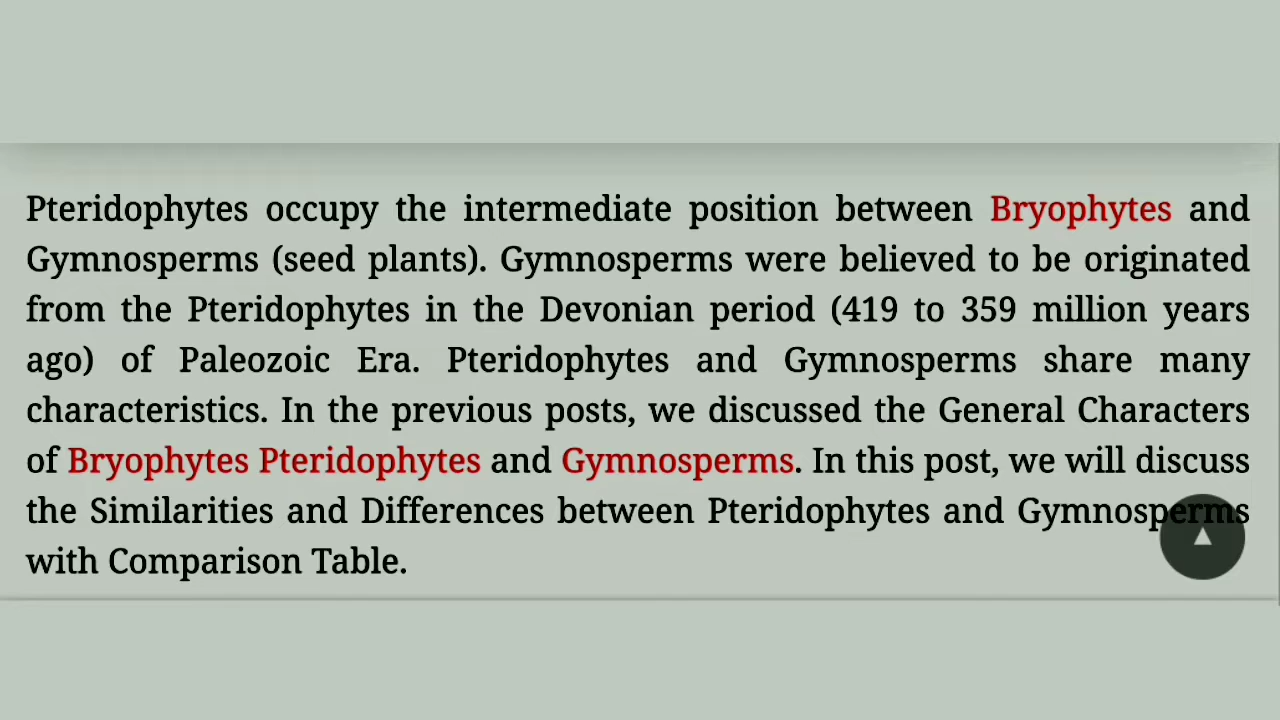 Pteridophytes occupy the intermediate position between Bryophytes and
Gymnosperms (seed plants). Gymnosperms were believed to be originated
from the Pteridophytes in the Devonian period (419 to 359 million years
ago) of Paleozoic Era. Pteridophytes and Gymnosperms share many
characteristics. In the previous posts, we discussed the General Characters
of Bryophytes Pteridophytes and Gymnosperms. In this post, we will discuss
the Similarities and Differences between Pteridophytes and Gymnosperms
with Comparison Table.